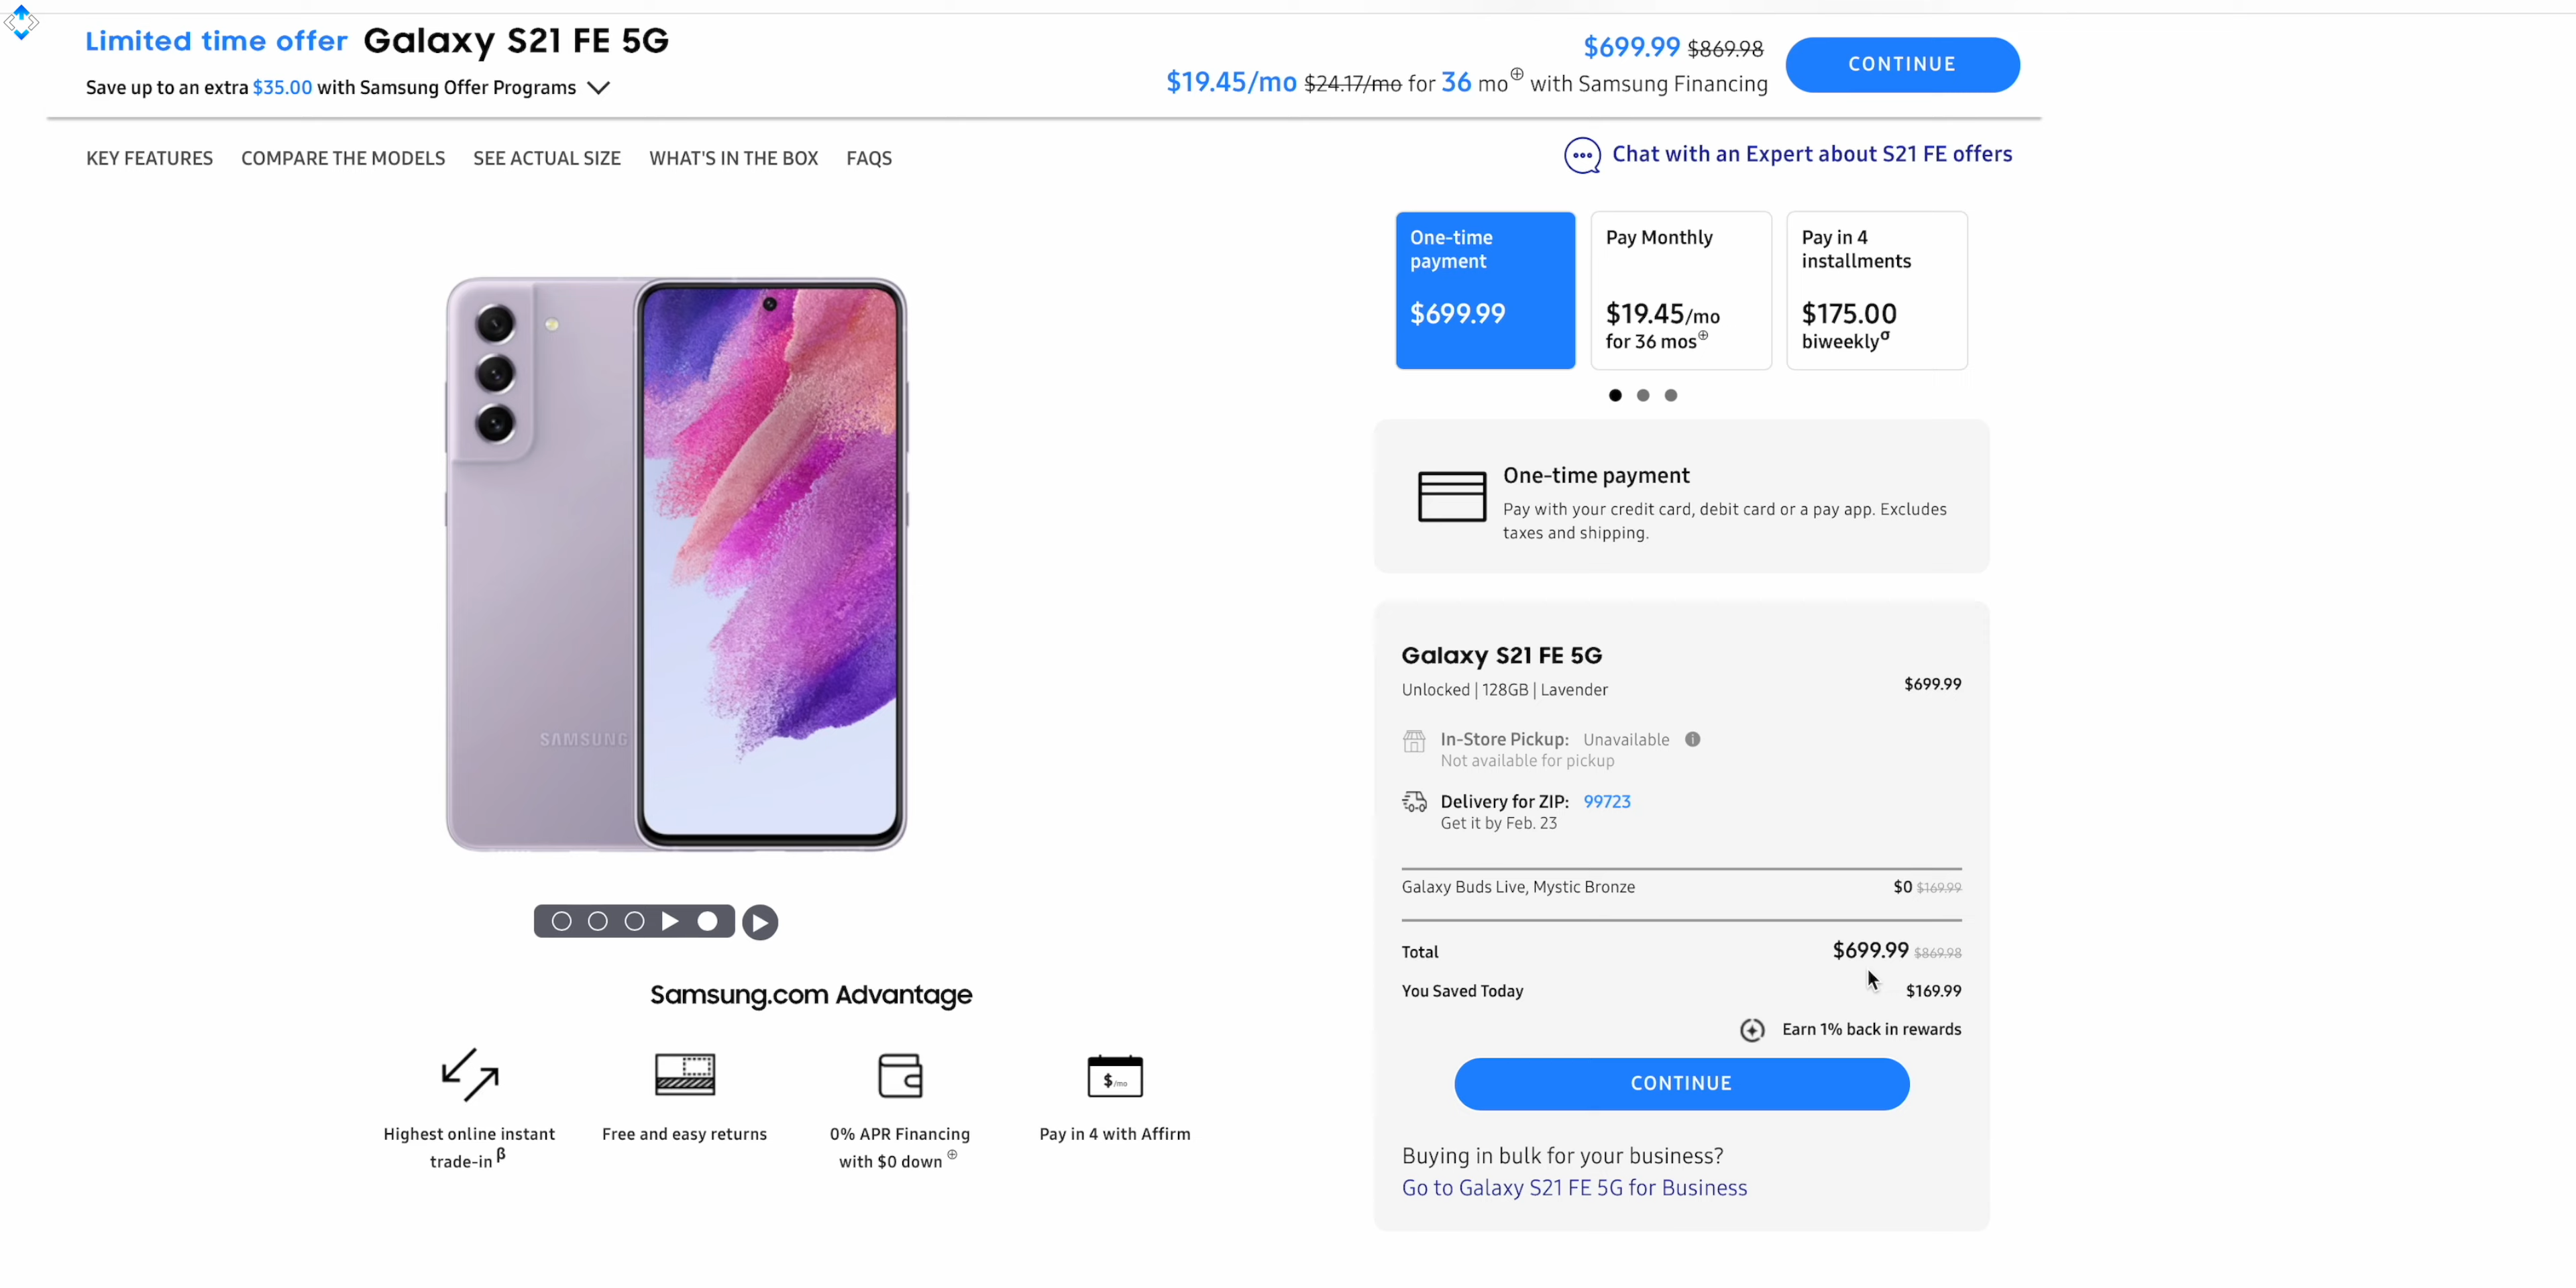 Limited time offer Galaxy S21 FE 5G
Save up to an extra $35.00 with Samsung Offer Programs
$699.99 $869.98
$19.45/mo $24.17/mo for 36 mo⊕ with Samsung Financing
CONTINUE
KEY FEATURES COMPARE THE MODELS SEE ACTUAL SIZE WHAT'S IN THE BOX FAQS
Chat with an Expert about S21 FE offers
One-time
payment
$699.99
Pay Monthly
$19.45/mo
for 36 mos⊕
Pay in 4
installments
$175.00
biweeklyσ
One-time payment
Pay with your credit card, debit card or a pay app. Excludes
taxes and shipping.
SAMSUNG
Galaxy S21 FE 5G
Unlocked | 128GB | Lavender $699.99
In-Store Pickup: Unavailable
Not available for pickup
Delivery for ZIP: 99723
Get it by Feb. 23
Galaxy Buds Live, Mystic Bronze $0 $169.99
Total $699.99 $869.98
You Saved Today $169.99
Earn 1% back in rewards
CONTINUE
Buying in bulk for your business?
Go to Galaxy S21 FE 5G for Business
Samsung.com Advantage
Highest online instant
trade-in β
Free and easy returns
0% APR Financing
with $0 down ⊕
$/mo
Pay in 4 with Affirm